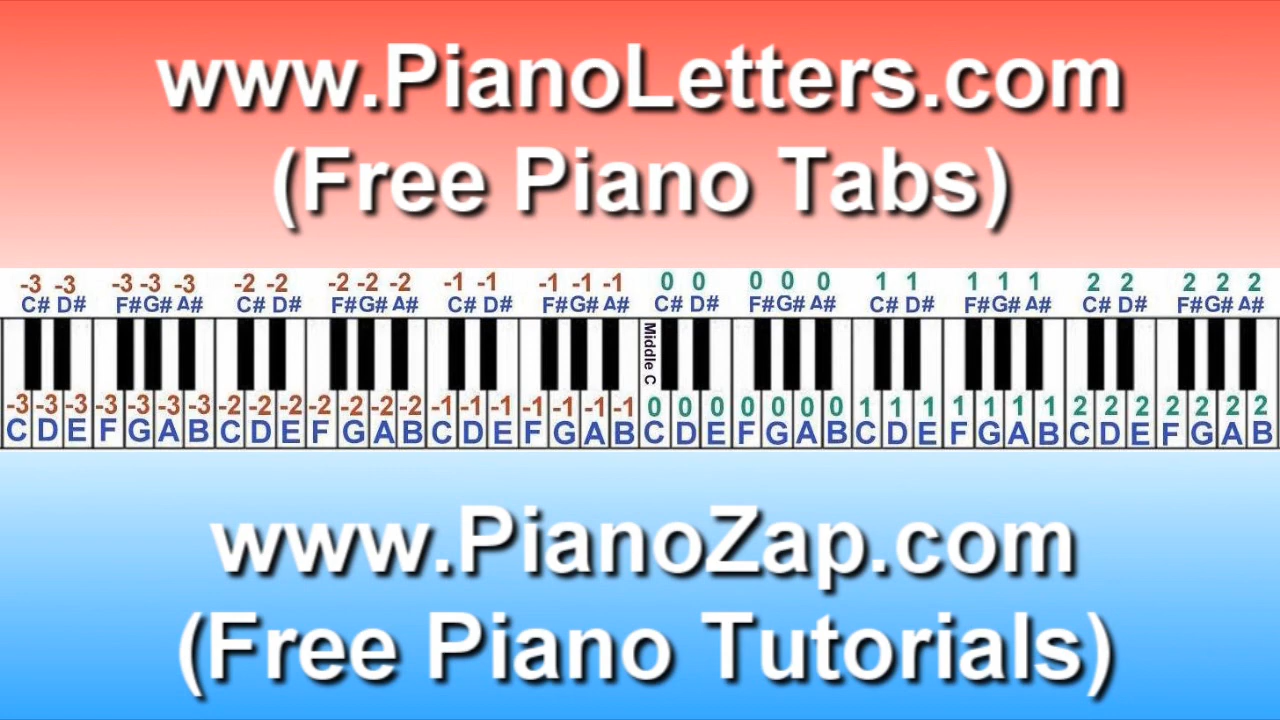 www.PianoLetters.com
(Free Piano Tabs)
-3 -3 -3 -3 -3 -2 -2 -2 -2 -2 -1 -1 -1 -1 -1 0 0 0 0 0 1 1 1 1 1 2 2 2 2 2
C# D# F# G# A# C# D# F# G# A# C# D# F# G# A# C# D# F# G# A# C# D# F# G# A# C# D# F# G# A#
Middle C
-3 -3 -3 -3 -3 -3 -3 -2 -2 -2 -2 -2 -2 -2 -1 -1 -1 -1 -1 -1 -1 0 0 0 0 0 0 0 1 1 1 1 1 1 1 2 2 2 2 2 2 2
C D E F G A B C D E F G A B C D E F G A B C D E F G A B C D E F G A B C D E F G A B
www.PianoZap.com
(Free Piano Tutorials)